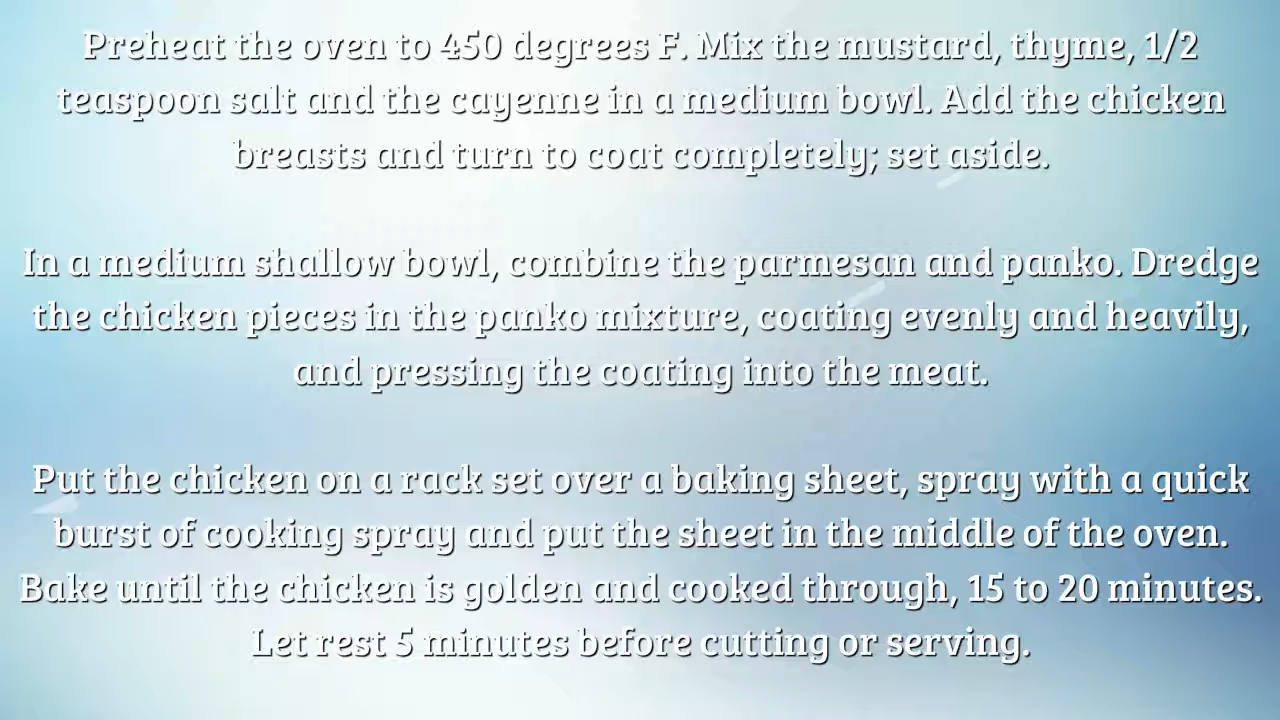 Preheat the oven to 450 degrees F. Mix the mustard, thyme, 1/2
teaspoon salt and the cayenne in a medium bowl. Add the chicken
breasts and turn to coat completely; set aside.
In a medium shallow bowl, combine the parmesan and panko. Dredge
the chicken pieces in the panko mixture, coating evenly and heavily,
and pressing the coating into the meat.
Put the chicken on a rack set over a baking sheet, spray with a quick
burst of cooking spray and put the sheet in the middle of the oven.
Bake until the chicken is golden and cooked through, 15 to 20 minutes.
Let rest 5 minutes before cutting or serving.